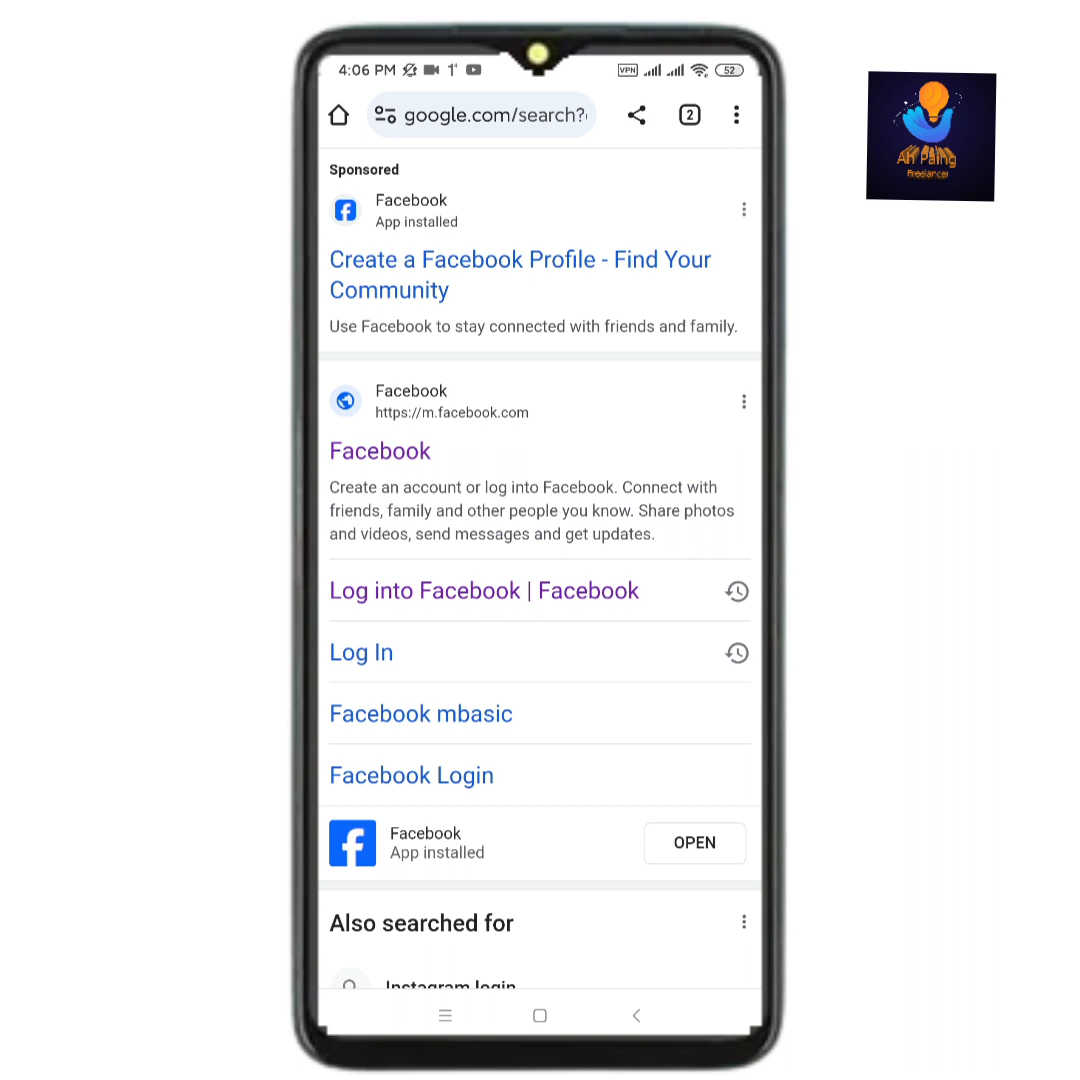 4:06 PM
VPN
52
google.com/search?
2
Sponsored
Facebook
App installed
Create a Facebook Profile - Find Your
Community
Use Facebook to stay connected with friends and family.
Facebook
https://m.facebook.com
Facebook
Create an account or log into Facebook. Connect with
friends, family and other people you know. Share photos
and videos, send messages and get updates.
Log into Facebook | Facebook
Log In
Facebook mbasic
Facebook Login
Facebook
App installed
OPEN
Also searched for
Instagram login
Ah Paing
Freelancer